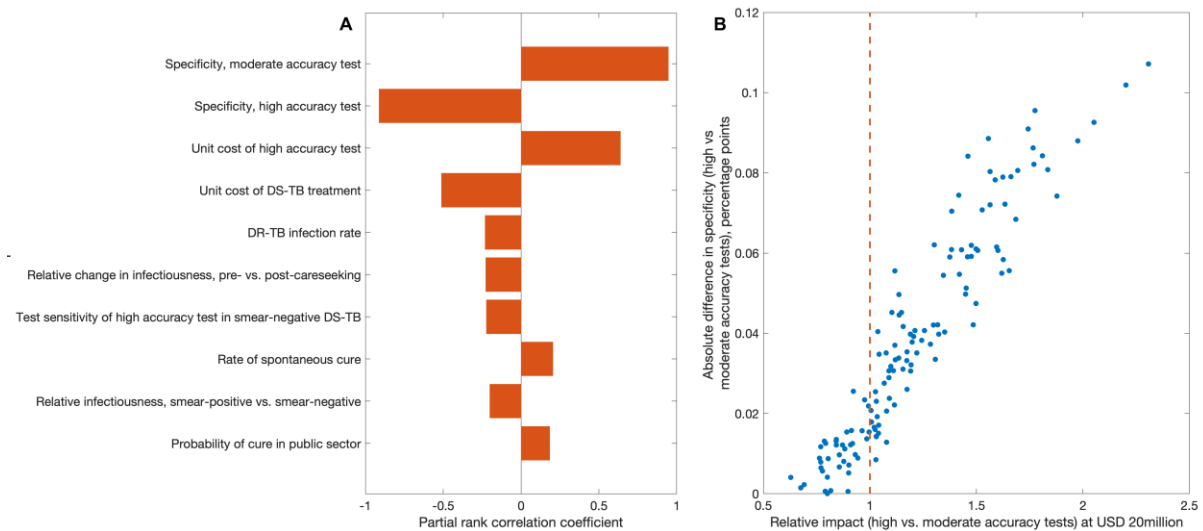 A
Specificity, moderate accuracy test
Specificity, high accuracy test
Unit cost of high accuracy test
Unit cost of DS-TB treatment
DR-TB infection rate
Relative change in infectiousness, pre- vs. post-careseeking
Test sensitivity of high accuracy test in smear-negative DS-TB
Rate of spontaneous cure
Relative infectiousness, smear-positive vs. smear-negative
Probability of cure in public sector
-1
-0.5
0
0.5
1
Partial rank correlation coefficient
B
Absolute difference in specificity (high vs
moderate accuracy tests), percentage points
0.12
0.1
0.08
0.06
0.04
0.02
0
0.5
1
1.5
2
2.5
Relative impact (high vs. moderate accuracy tests) at USD 20million